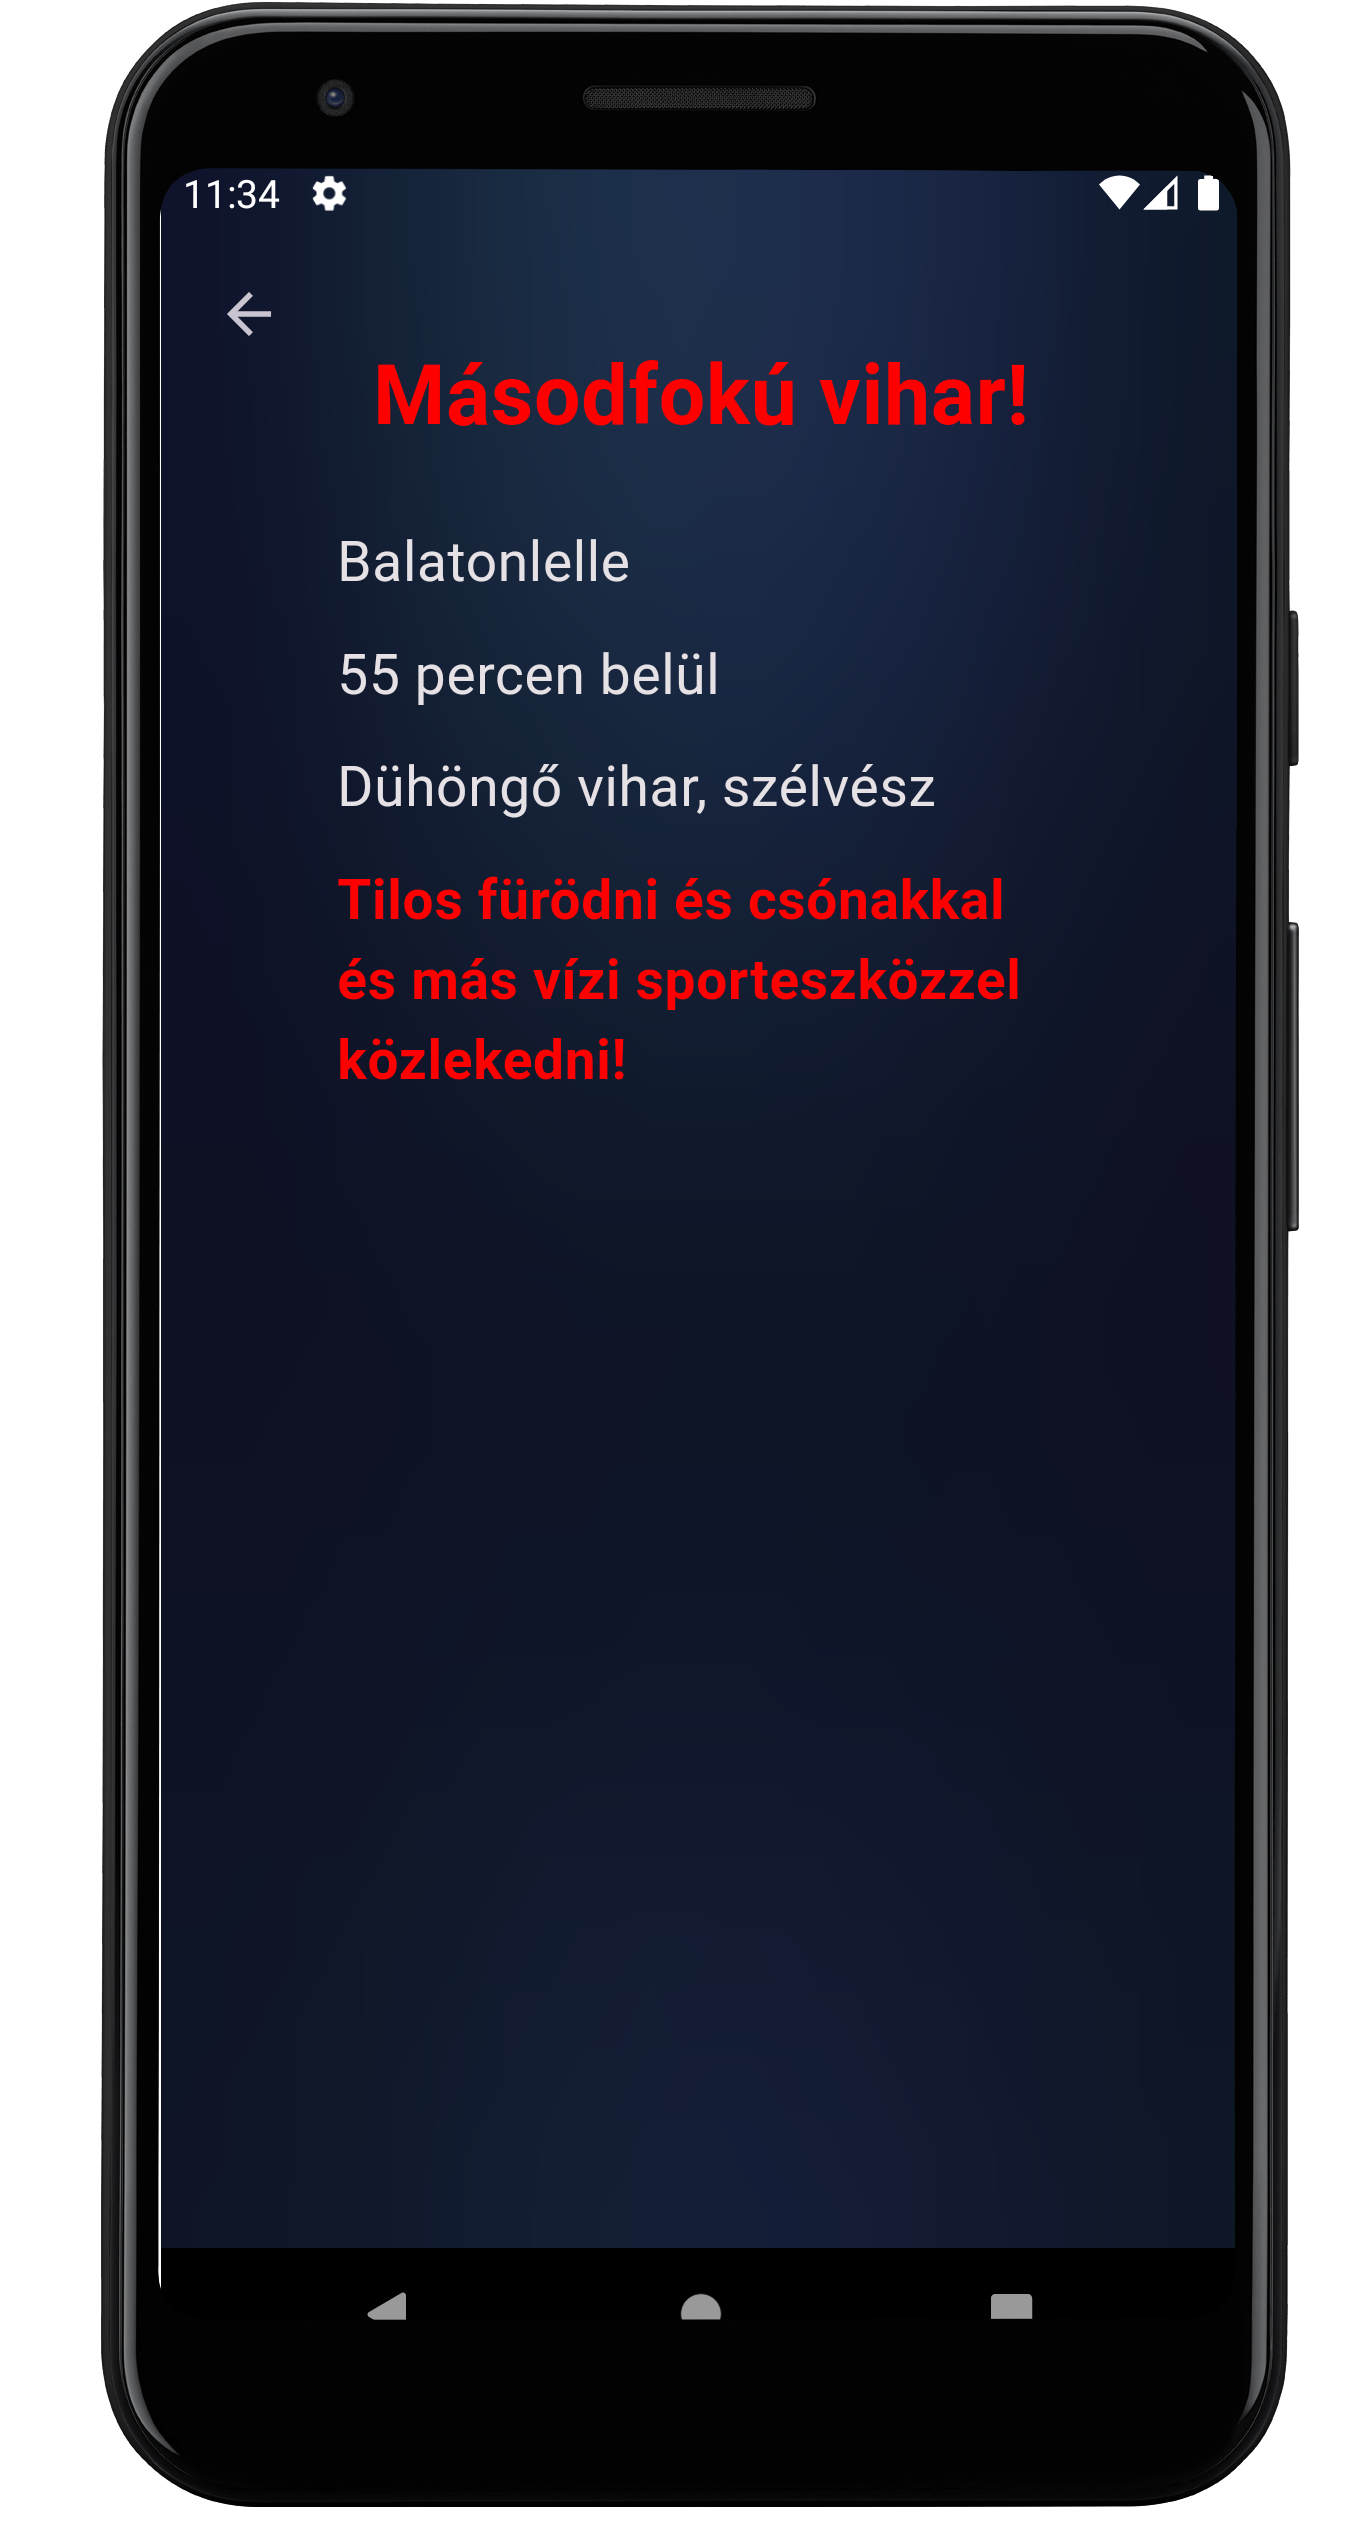 11:34
Másodfokú vihar!
Balatonlelle
55 percen belül
Dühöngő vihar, szélvész
Tilos fürödni és csónakkal
és más vízi sporteszközzel
közlekedni!